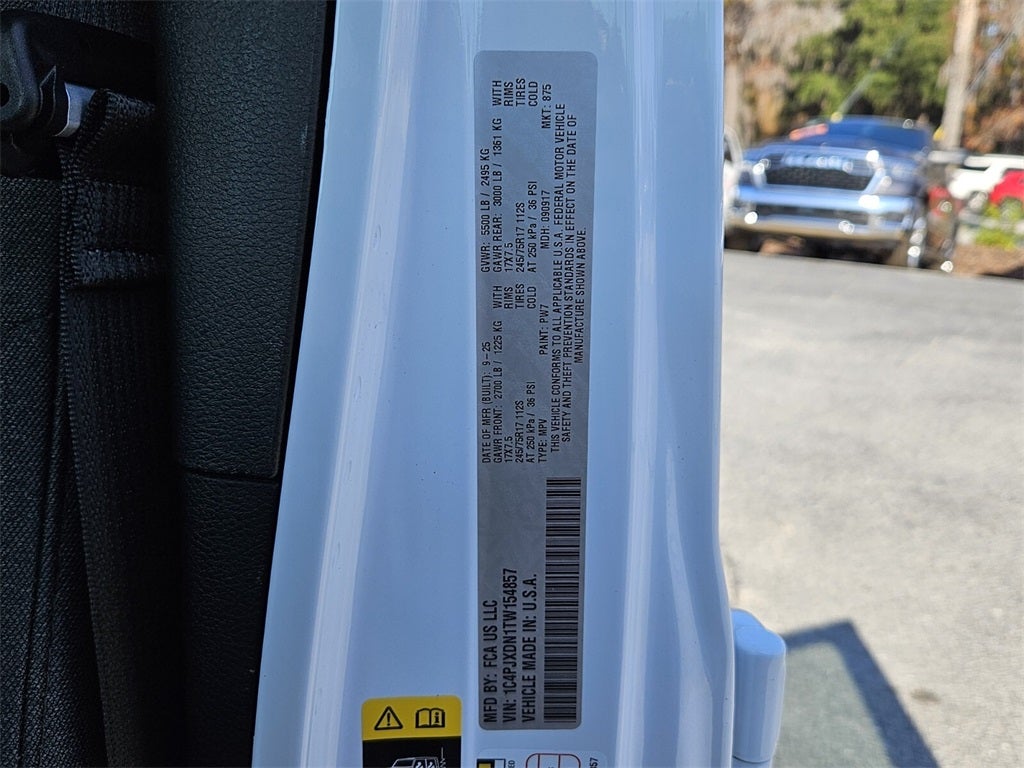 MFD BY: FCA US LLC
VIN: 1C4PJXDN1TW154857
VEHICLE MADE IN: U.S.A.
DATE OF MFR (BUILT): 9-25
GVWR: 5500 LB / 2495 KG
GAWR FRONT: 2700 LB / 1225 KG WITH
17X7.5 RIMS
245/75R17 112S TIRES
AT 250 kPa / 36 PSI COLD
GAWR REAR: 3000 LB / 1361 KG WITH
17X7.5 RIMS
245/75R17 112S TIRES
AT 250 kPa / 36 PSI COLD
TYPE: MPV PAINT: PW7 MDH: 090917 MKT: 875
THIS VEHICLE CONFORMS TO ALL APPLICABLE U.S.A. FEDERAL MOTOR VEHICLE
SAFETY AND THEFT PREVENTION STANDARDS IN EFFECT ON THE DATE OF
MANUFACTURE SHOWN ABOVE.